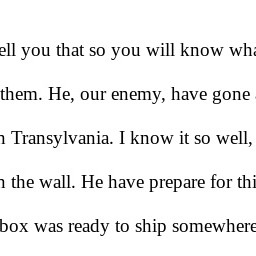 ell you that so you will know wha
them. He, our enemy, have gone
Transylvania. I know it so well,
the wall. He have prepare for thi
box was ready to ship somewhere